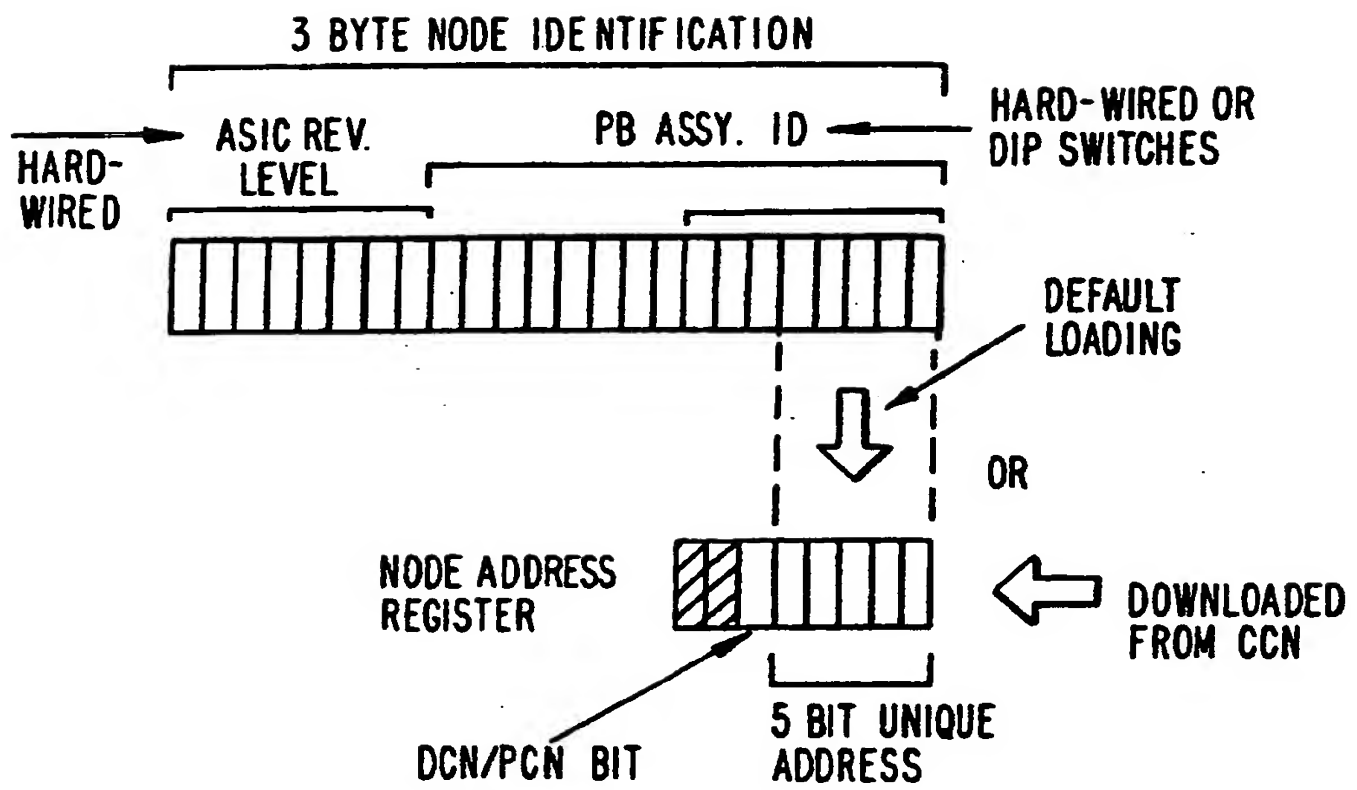 3 BYTE NODE IDENTIFICATION
HARD-
WIRED
ASIC REV.
LEVEL
PB ASSY. ID
HARD-WIRED OR
DIP SWITCHES
DEFAULT
LOADING
OR
NODE ADDRESS
REGISTER
DOWNLOADED
FROM CCN
DCN/PCN BIT
5 BIT UNIQUE
ADDRESS